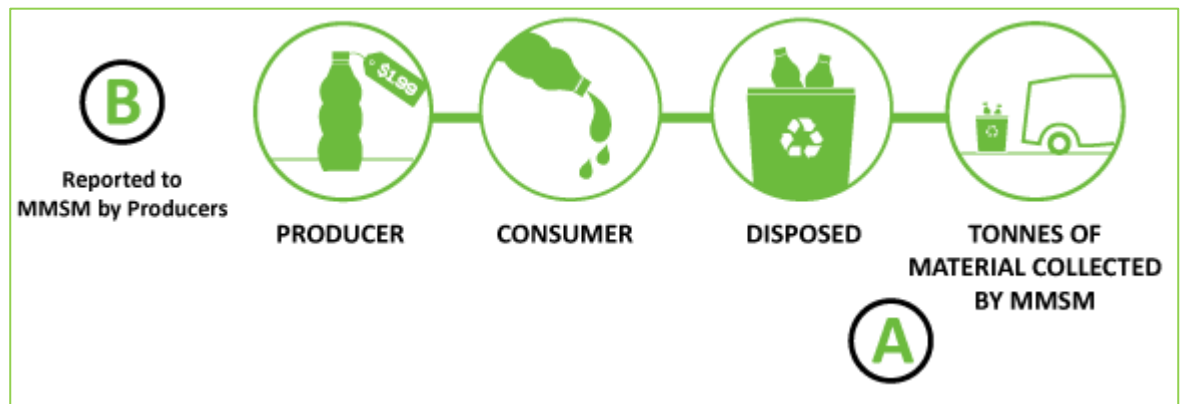 B
Reported to
MMSM by Producers
$1.99
PRODUCER
CONSUMER
DISPOSED
TONNES OF
MATERIAL COLLECTED
BY MMSM
A